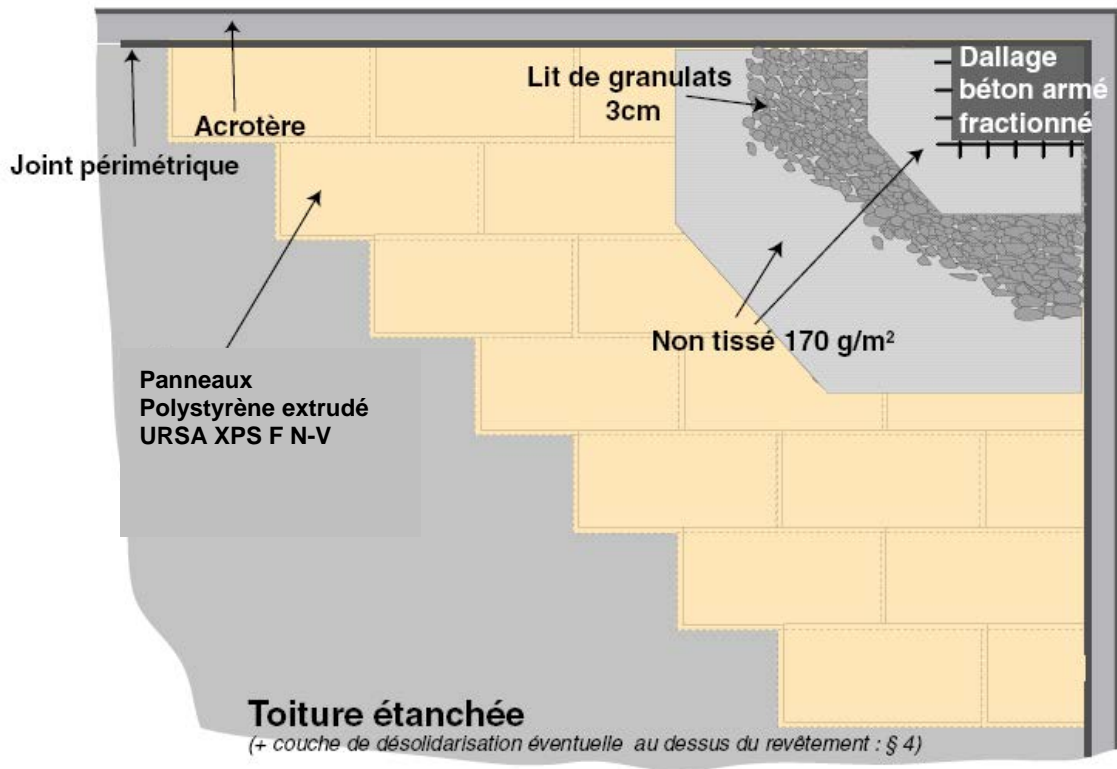 Dallage
béton armé
fractionné
Lit de granulats
3cm
Acrotère
Joint périmétrique
Non tissé 170 g/m²
Panneaux
Polystyrène extrudé
URSA XPS F N-V
Toiture étanchée
(+ couche de désolidarisation éventuelle au dessus du revêtement : § 4)